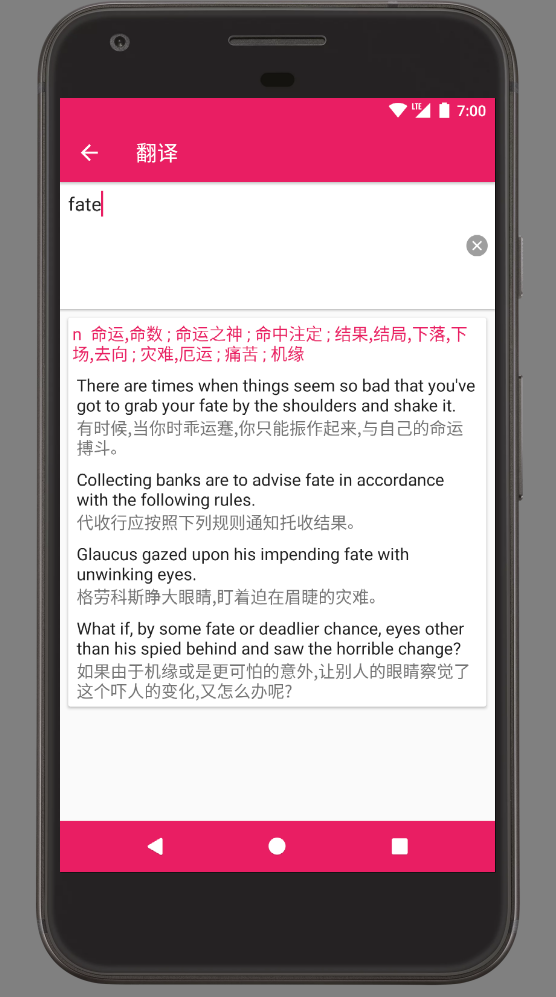 LTE 7:00
翻译
fate
n 命运,命数 ; 命运之神 ; 命中注定 ; 结果,结局,下落,下
场,去向 ; 灾难,厄运 ; 痛苦 ; 机缘
There are times when things seem so bad that you've
got to grab your fate by the shoulders and shake it.
有时候,当你时乖运蹇,你只能振作起来,与自己的命运
搏斗。
Collecting banks are to advise fate in accordance
with the following rules.
代收行应按照下列规则通知托收结果。
Glaucus gazed upon his impending fate with
unwinking eyes.
格劳科斯睁大眼睛,盯着迫在眉睫的灾难。
What if, by some fate or deadlier chance, eyes other
than his spied behind and saw the horrible change?
如果由于机缘或是更可怕的意外,让别人的眼睛察觉了
这个吓人的变化,又怎么办呢?